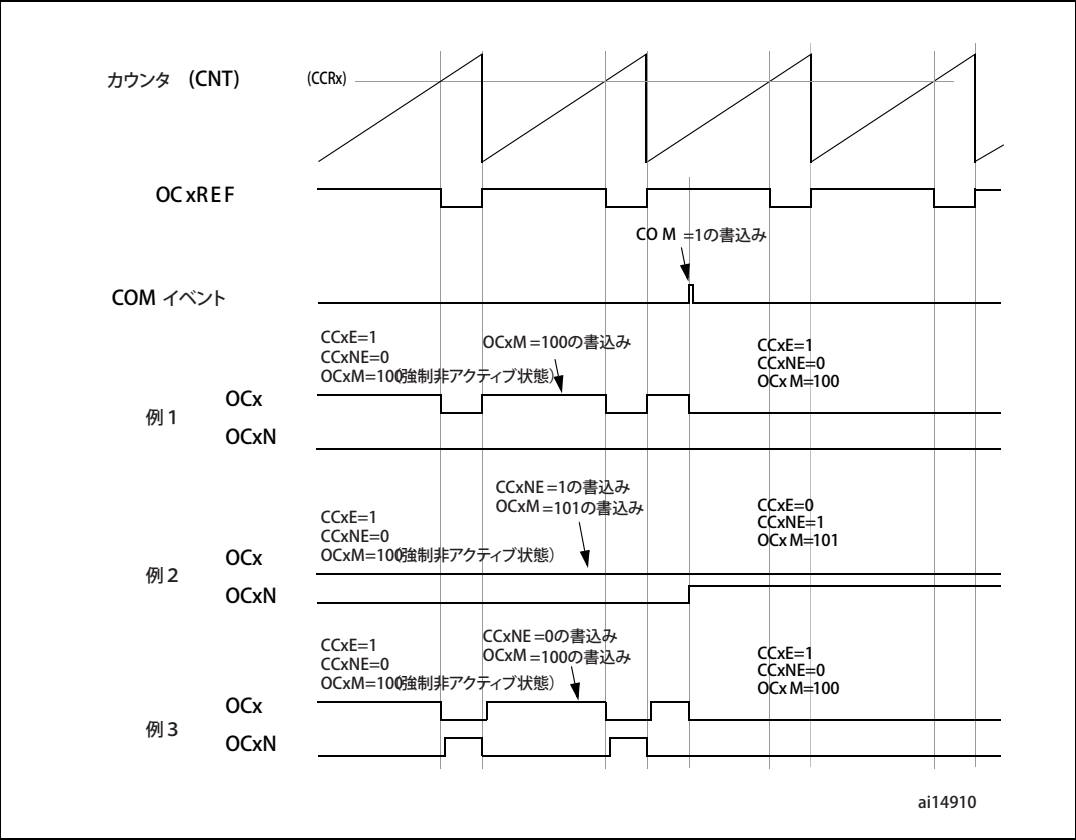 カウンタ (CNT)
(CCRx)
OCxREF
COM =1の書込み
COM イベント
CCxE=1
CCxNE=0
OCxM=100(強制非アクティブ状態)
OCxM=100の書込み
CCxE=1
CCxNE=0
OCxM=100
例 1
OCx
OCxN
CCxE=1
CCxNE=0
OCxM=100(強制非アクティブ状態)
CCxNE=1の書込み
OCxM=101の書込み
CCxE=0
CCxNE=1
OCxM=101
例 2
OCx
OCxN
CCxE=1
CCxNE=0
OCxM=100(強制非アクティブ状態)
CCxNE=0の書込み
OCxM=100の書込み
CCxE=1
CCxNE=0
OCxM=100
例 3
OCx
OCxN
ai14910